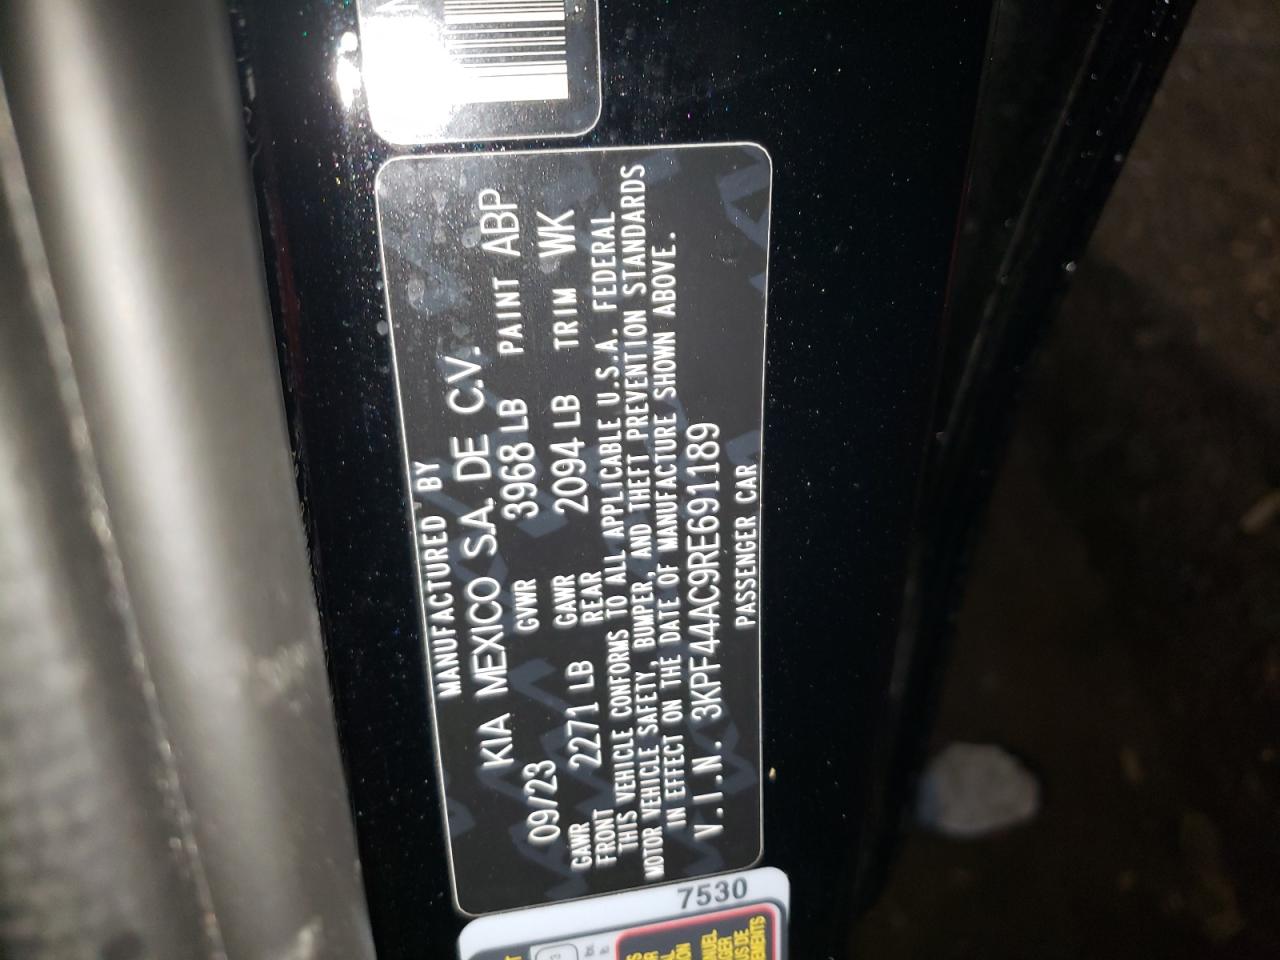 MANUFACTURED BY
KIA MEXICO S.A. DE C.V.
09/23 GVWR 3968 LB PAINT ABP
GAWR FRONT 2271 LB GAWR REAR 2094 LB TRIM WK
THIS VEHICLE CONFORMS TO ALL APPLICABLE U.S.A. FEDERAL
MOTOR VEHICLE SAFETY, BUMPER, AND THEFT PREVENTION STANDARDS
IN EFFECT ON THE DATE OF MANUFACTURE SHOWN ABOVE.
V.I.N. 3KPF44AC9RE691189
PASSENGER CAR
7530